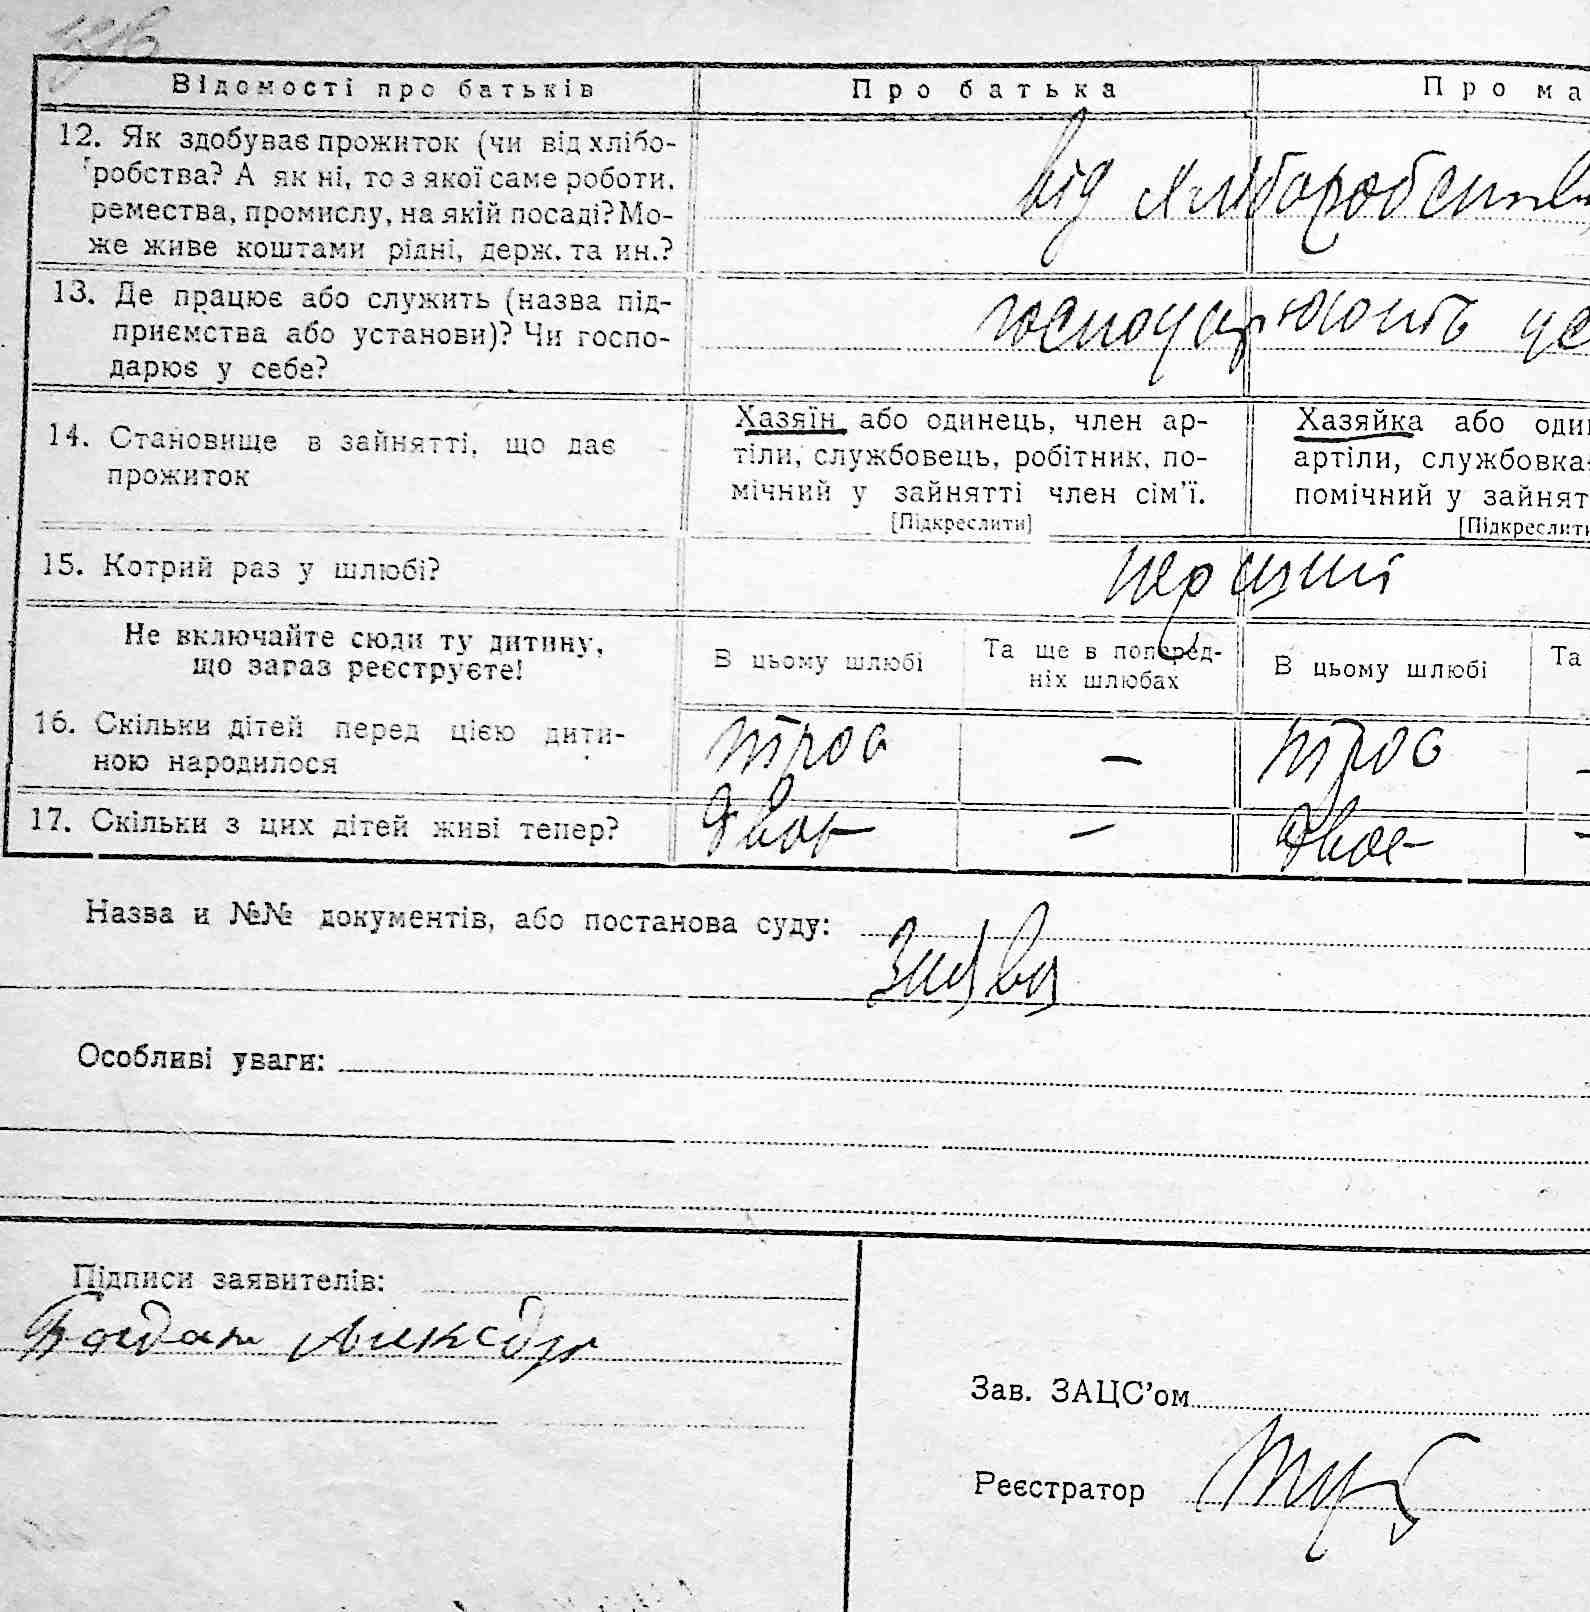 Відомості про батьків Про батька Про ма
12. Як здобуває прожиток (чи від хлібо-
робства? А як ні, то з якої саме роботи,
ремества, промислу, на якій посаді? Мо-
же живе коштами рідні, держ. та ин.?
від хліборобства
13. Де працює або служить (назва під-
приємства або установи)? Чи госпо-
дарює у себе?
господарюють
14. Становище в зайнятті, що дає
прожиток
Хазяїн або одинець, член ар-
тіли, службовець, робітник, по-
мічний у зайнятті член сім'ї.
[Підкреслити]
Хазяйка або оди
артіли, службовка
помічний у зайнят
[Підкреслити
15. Котрий раз у шлюбі?
перший
Не включайте сюди ту дитину,
що зараз реєструєте!
В цьому шлюбі
Та ще в поперед-
ніх шлюбах
В цьому шлюбі
Та
16. Скільки дітей перед цією дити-
ною народилося
троє — троє —
17. Скільки з цих дітей живі тепер?
двоє — двоє —
Назва и №№ документів, або постанова суду:
Заява
Особливі уваги:
Підписи заявителів:
Богдан
Зав. ЗАЦС'ом
Реєстратор